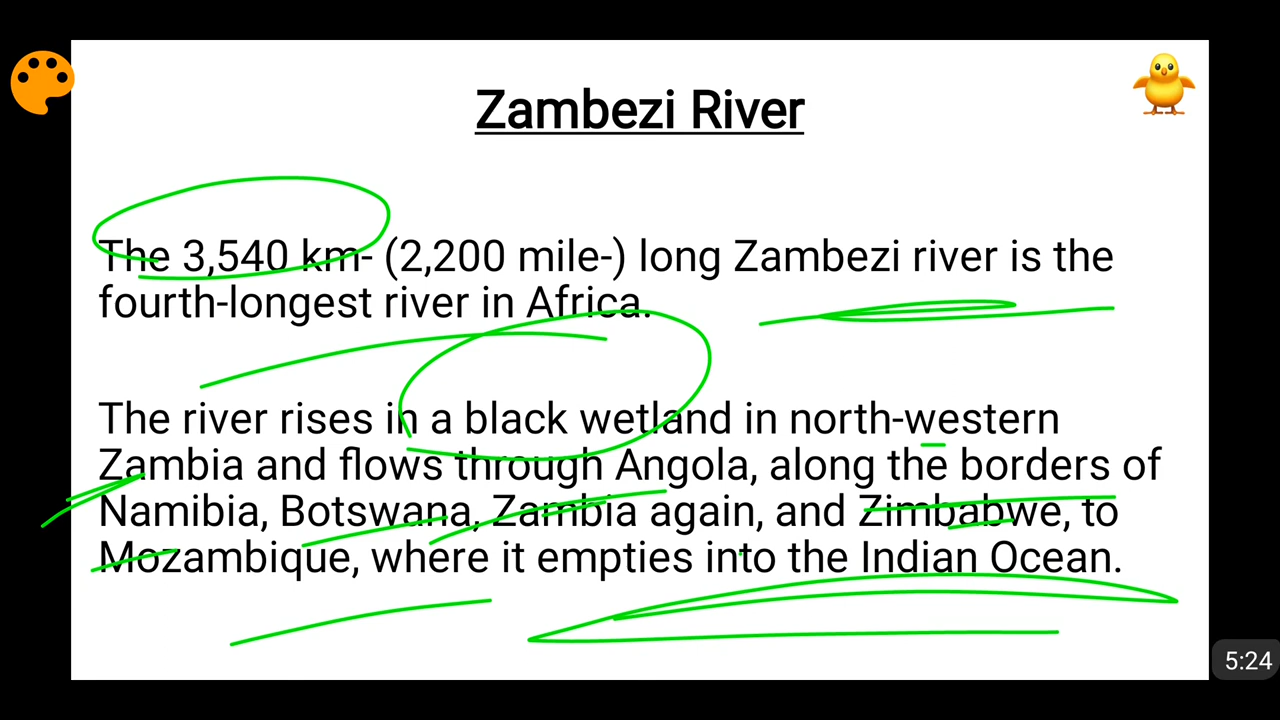 Zambezi River
The 3,540 km- (2,200 mile-) long Zambezi river is the
fourth-longest river in Africa.
The river rises in a black wetland in north-western
Zambia and flows through Angola, along the borders of
Namibia, Botswana, Zambia again, and Zimbabwe, to
Mozambique, where it empties into the Indian Ocean.
5:24